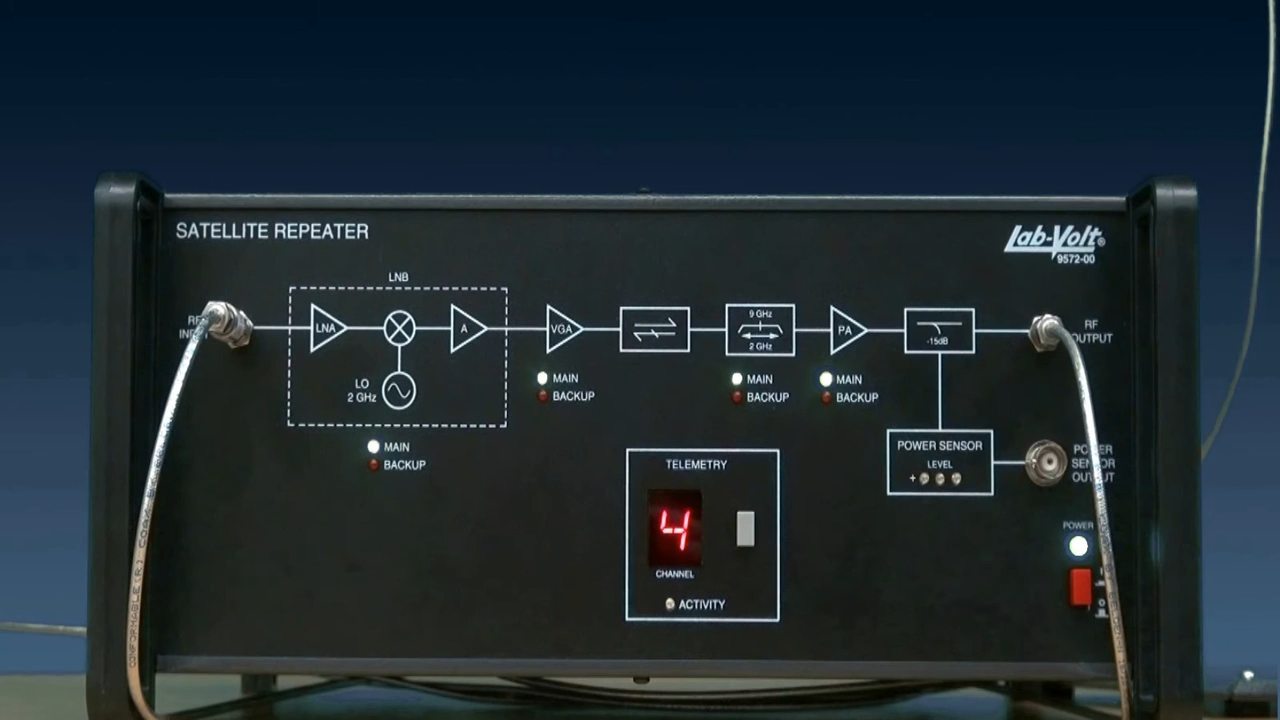 SATELLITE REPEATER
Lab-Volt®
9572-00
LNB
RF
INPUT
LNA
A
LO
2 GHz
MAIN
BACKUP
VGA
MAIN
BACKUP
9 GHz
2 GHz
MAIN
BACKUP
PA
MAIN
BACKUP
-15dB
RF
OUTPUT
POWER SENSOR
LEVEL
+
POWER
SENSOR
OUTPUT
TELEMETRY
4
CHANNEL
ACTIVITY
POWER
CONFORMABLE (R.) COAX